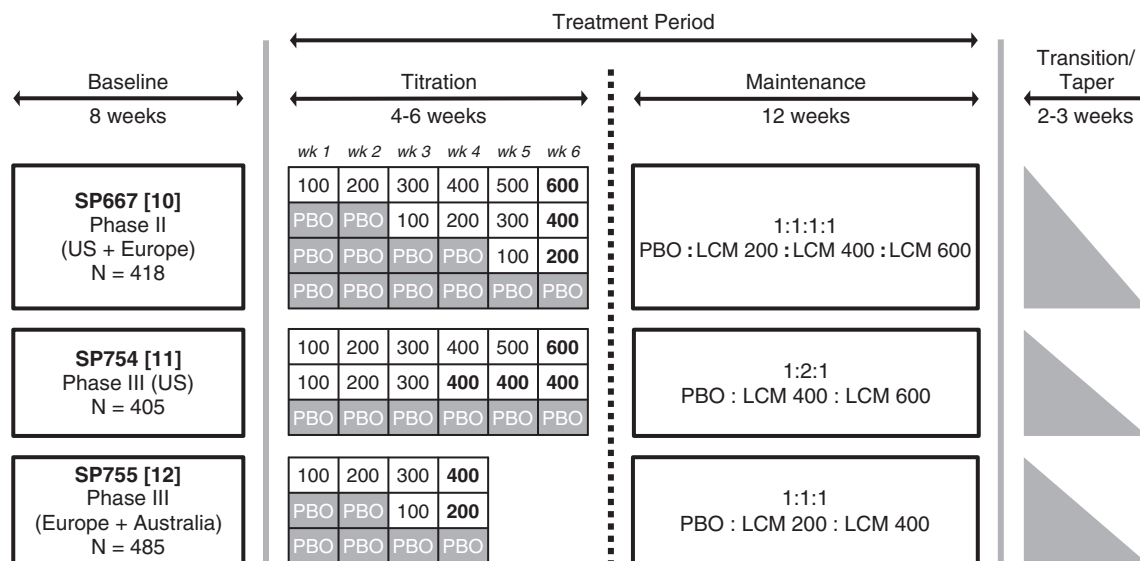 Treatment Period
Baseline
8 weeks
Titration
4-6 weeks
Maintenance
12 weeks
Transition/
Taper
2-3 weeks
wk 1 wk 2 wk 3 wk 4 wk 5 wk 6
SP667 [10]
Phase II
(US + Europe)
N = 418
100 200 300 400 500 600
PBO PBO 100 200 300 400
PBO PBO PBO PBO 100 200
PBO PBO PBO PBO PBO PBO
1:1:1:1
PBO : LCM 200 : LCM 400 : LCM 600
SP754 [11]
Phase III (US)
N = 405
100 200 300 400 500 600
100 200 300 400 400 400
PBO PBO PBO PBO PBO PBO
1:2:1
PBO : LCM 400 : LCM 600
SP755 [12]
Phase III
(Europe + Australia)
N = 485
100 200 300 400
PBO PBO 100 200
PBO PBO PBO PBO
1:1:1
PBO : LCM 200 : LCM 400